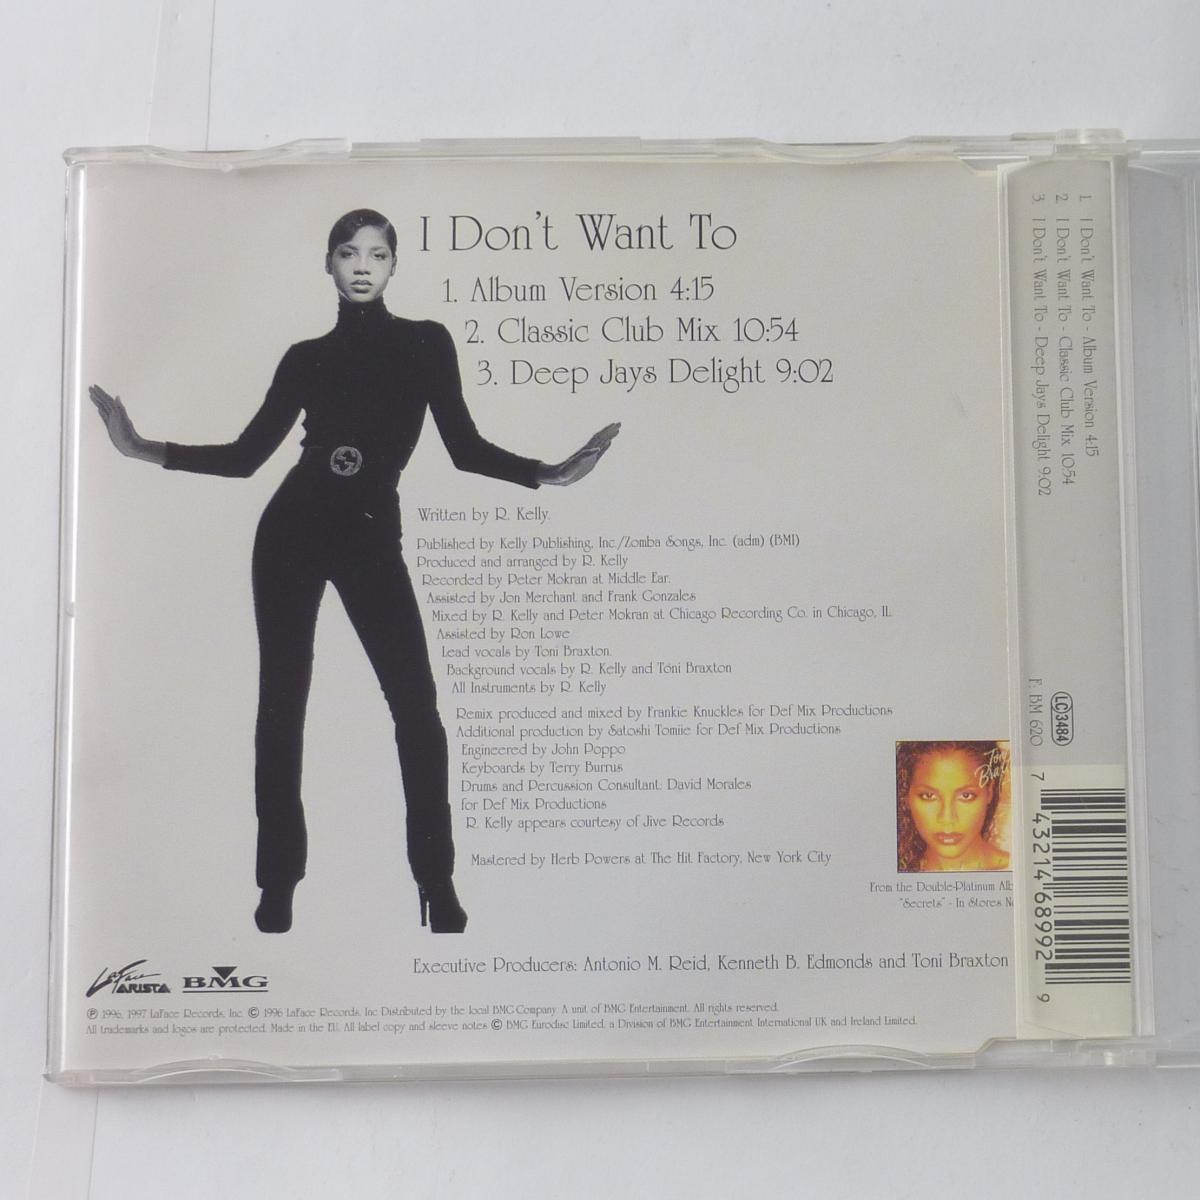 I Don't Want To
1. Album Version 4:15
2. Classic Club Mix 10:54
3. Deep Jays Delight 9:02
Written by R. Kelly.
Published by Kelly Publishing, Inc./Zomba Songs, Inc. (adm) (BMI)
Produced and arranged by R. Kelly
Recorded by Peter Mokran at Middle Ear.
Assisted by Jon Merchant and Frank Gonzales
Mixed by R. Kelly and Peter Mokran at Chicago Recording Co. in Chicago, IL
Assisted by Ron Lowe
Lead vocals by Toni Braxton.
Background vocals by R. Kelly and Toni Braxton
All Instruments by R. Kelly
Remix produced and mixed by Frankie Knuckles for Def Mix Productions
Additional production by Satoshi Tomiie for Def Mix Productions
Engineered by John Poppo
Keyboards by Terry Burrus
Drums and Percussion Consultant: David Morales
for Def Mix Productions
R. Kelly appears courtesy of Jive Records
Mastered by Herb Powers at The Hit Factory, New York City
Toni
Brax
From the Double-Platinum Alb
"Secrets" - In Stores N
Executive Producers: Antonio M. Reid, Kenneth B. Edmonds and Toni Braxton
LaFace
ARISTA
BMG
℗ 1996, 1997 LaFace Records, Inc. © 1996 LaFace Records, Inc Distributed by the local BMG Company. A unit of BMG Entertainment. All rights reserved.
All trademarks and logos are protected. Made in the EU. All label copy and sleeve notes © BMG Eurodisc Limited, a Division of BMG Entertainment International UK and Ireland Limited.
1. I Don't Want To - Album Version 4:15
2. I Don't Want To - Classic Club Mix 10:54
3. I Don't Want To - Deep Jays Delight 9:02
LC 3484
F: BM 620
7 43214 68992 9